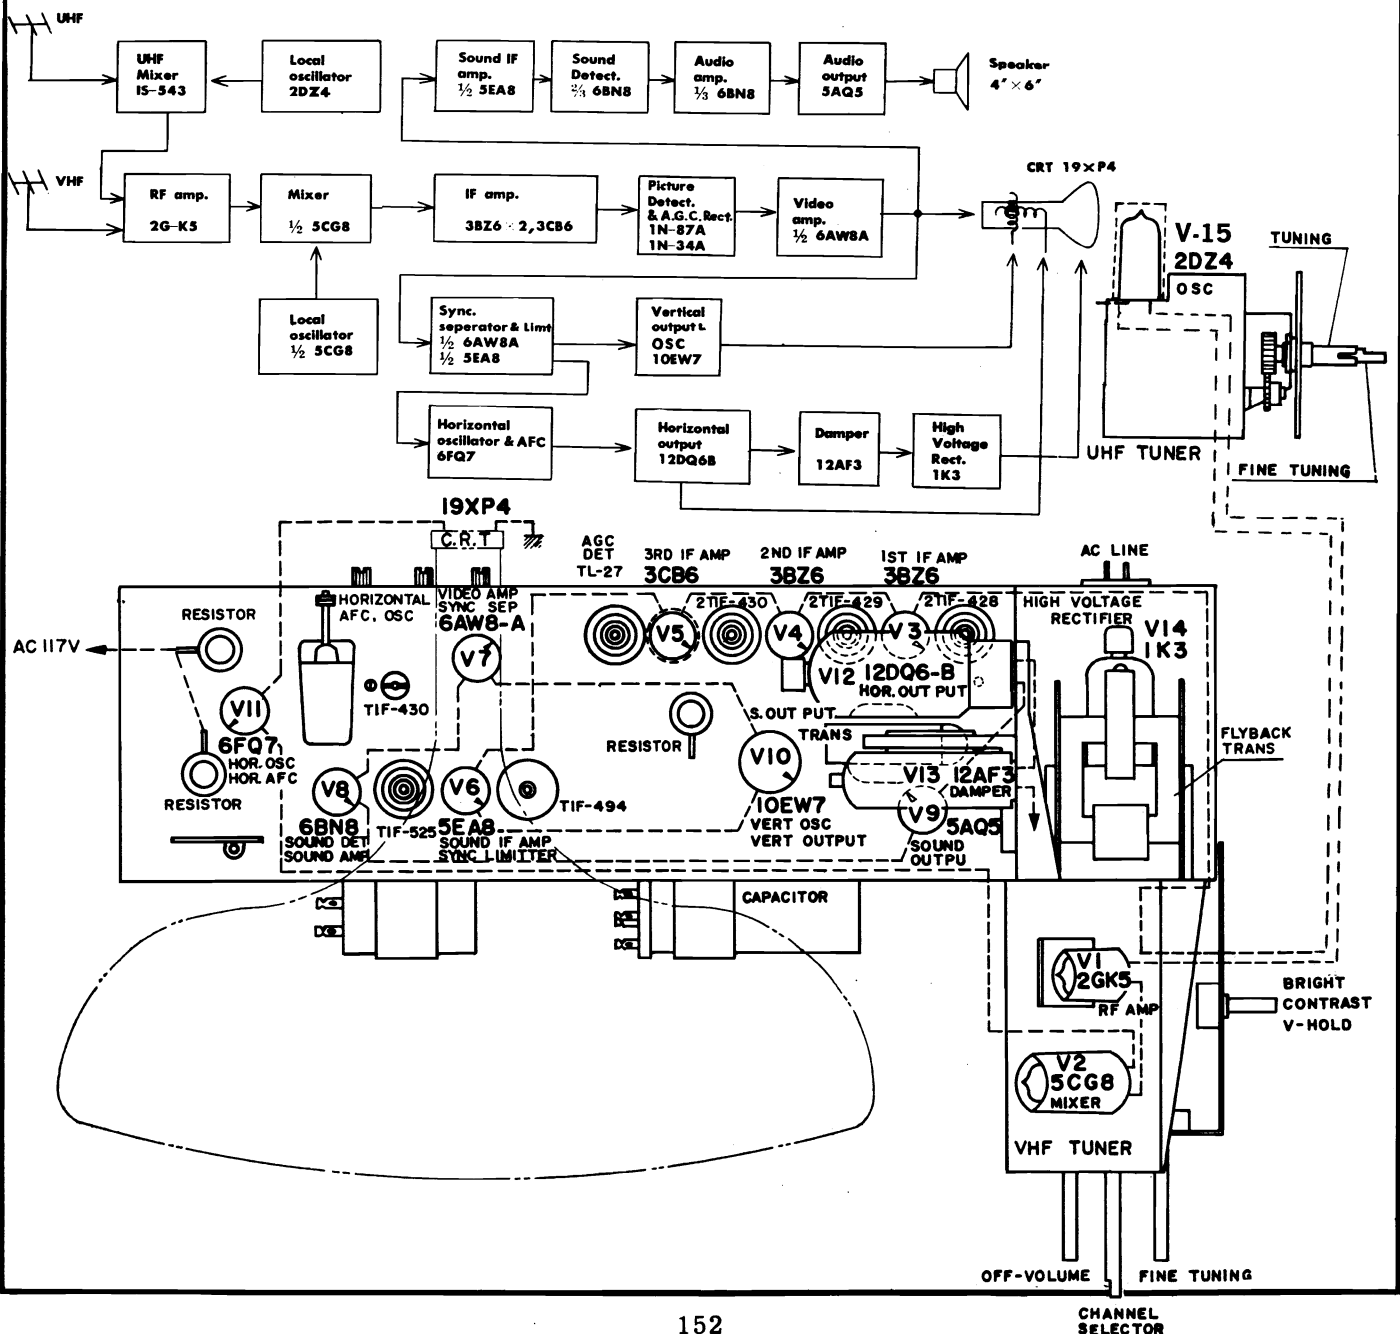 UHF
UHF
Mixer
IS-543
Local
oscillator
2DZ4
Sound IF
amp.
½ 5EA8
Sound
Detect.
⅔ 6BN8
Audio
amp.
⅓ 6BN8
Audio
output
5AQ5
Speaker
4" × 6"
VHF
RF amp.
2G-K5
Mixer
½ 5CG8
IF amp.
3BZ6 × 2, 3CB6
Picture
Detect.
& A.G.C. Rect.
1N-87A
1N-34A
Video
amp.
½ 6AW8A
CRT 19×P4
Local
oscillator
½ 5CG8
Sync.
seperator & Limt
½ 6AW8A
½ 5EA8
Vertical
output &
OSC
10EW7
Horizontal
oscillator & AFC
6FQ7
Horizontal
output
12DQ6B
Damper
12AF3
High
Voltage
Rect.
1K3
V-15
2DZ4
OSC
TUNING
UHF TUNER
FINE TUNING
19XP4
C.R.T
AGC
DET
TL-27
3RD IF AMP
3CB6
2ND IF AMP
3BZ6
1ST IF AMP
3BZ6
AC LINE
RESISTOR
HORIZONTAL
AFC, OSC
VIDEO AMP
SYNC SEP
6AW8-A
V7
V5
2TIF-430
V4
2TIF-429
V3
2TIF-428
HIGH VOLTAGE
RECTIFIER
V14
1K3
AC 117V
TIF-430
V12
12DQ6-B
HOR. OUT PUT
V11
6FQ7
HOR. OSC
HOR. AFC
RESISTOR
RESISTOR
S. OUT PUT
TRANS
V10
10EW7
VERT OSC
VERT OUTPUT
V13
12AF3
DAMPER
FLYBACK
TRANS
V8
6BN8
SOUND DET
SOUND AMP
TIF-525
V6
5EA8
SOUND IF AMP
SYNC LIMITTER
TIF-494
V9
5AQ5
SOUND
OUTPU
CAPACITOR
V1
2GK5
RF AMP
BRIGHT
CONTRAST
V-HOLD
V2
5CG8
MIXER
VHF TUNER
OFF-VOLUME
FINE TUNING
CHANNEL
SELECTOR
152